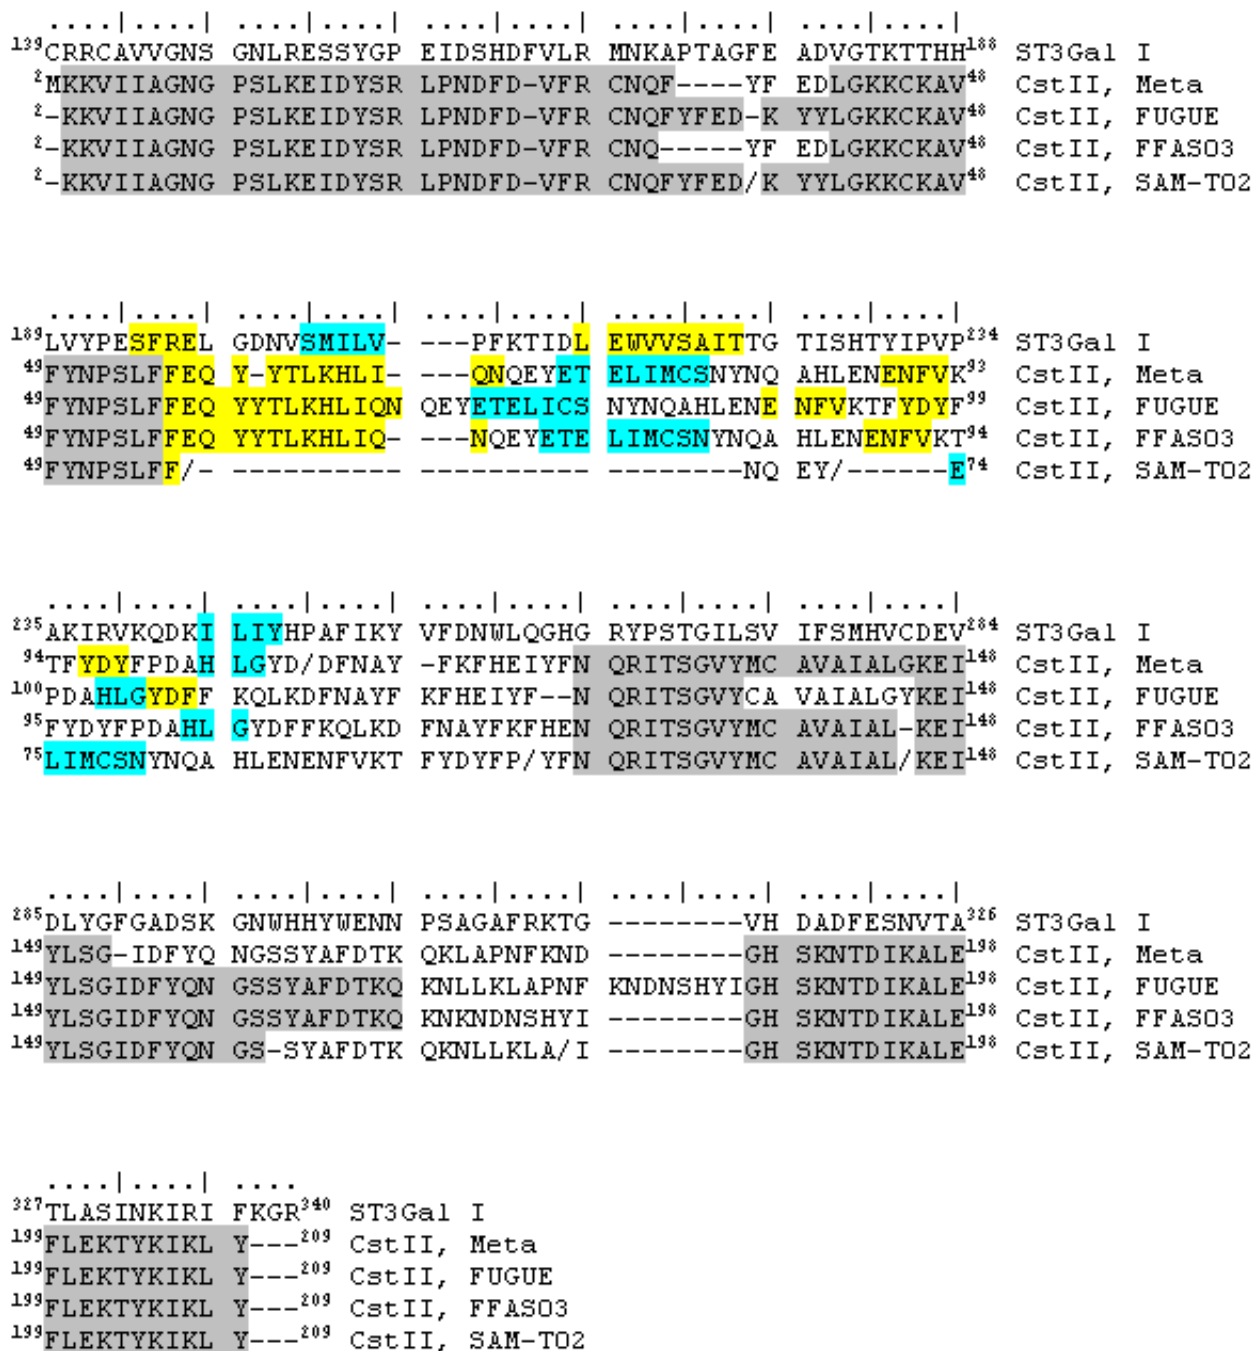 ....|....| ....|....| ....|....| ....|....| ....|....|
139CRRCAVVGNS GNLRESSYGP EIDSHDFVLR MNKAPTAGFE ADVGTKTTHH188 ST3Gal I
2MKKVIIAGNG PSLKEIDYSR LPNDFD-VFR CNQF----YF EDLGKKCKAV48 CstII, Meta
2-KKVIIAGNG PSLKEIDYSR LPNDFD-VFR CNQFYFED-K YYLGKKCKAV48 CstII, FUGUE
2-KKVIIAGNG PSLKEIDYSR LPNDFD-VFR CNQ-----YF EDLGKKCKAV48 CstII, FFAS03
2-KKVIIAGNG PSLKEIDYSR LPNDFD-VFR CNQFYFED/K YYLGKKCKAV48 CstII, SAM-T02
....|....| ....|....| ....|....| ....|....| ....|....|
189LVYPESFREL GDNVSMILV- ---PFKTIDL EWVVSAITTG TISHTYIPVP234 ST3Gal I
49FYNPSLFFEQ Y-YTLKHLI- ---QNQEYET ELIMCSNYNQ AHLENENFVK93 CstII, Meta
49FYNPSLFFEQ YYTLKHLIQN QEYETELICS NYNQAHLENE NFVKTFYDYF99 CstII, FUGUE
49FYNPSLFFEQ YYTLKHLIQ- ---NQEYETE LIMCSNYNQA HLENENFVKT94 CstII, FFAS03
49FYNPSLFF/- ---------- ---------- --------NQ EY/------E74 CstII, SAM-T02
....|....| ....|....| ....|....| ....|....| ....|....|
235AKIRVKQDKI LIYHPAFIKY VFDNWLQGHG RYPSTGILSV IFSMHVCDEV284 ST3Gal I
94TFYDYFPDAH LGYD/DFNAY -FKFHEIYFN QRITSGVYMC AVAIALGKEI148 CstII, Meta
100PDAHLGYDFF KQLKDFNAYF KFHEIYF--N QRITSGVYCA VAIALGYKEI148 CstII, FUGUE
95FYDYFPDAHL GYDFFKQLKD FNAYFKFHEN QRITSGVYMC AVAIAL-KEI148 CstII, FFAS03
75LIMCSNYNQA HLENENFVKT FYDYFP/YFN QRITSGVYMC AVAIAL/KEI148 CstII, SAM-T02
....|....| ....|....| ....|....| ....|....| ....|....|
285DLYGFGADSK GNWHHYWENN PSAGAFRKTG --------VH DADFESNVTA326 ST3Gal I
149YLSG-IDFYQ NGSSYAFDTK QKLAPNFKND --------GH SKNTDIKALE198 CstII, Meta
149YLSGIDFYQN GSSYAFDTKQ KNLLKLAPNF KNDNSHYIGH SKNTDIKALE198 CstII, FUGUE
149YLSGIDFYQN GSSYAFDTKQ KNKNDNSHYI --------GH SKNTDIKALE198 CstII, FFAS03
149YLSGIDFYQN GS-SYAFDTK QKNLLKLA/I --------GH SKNTDIKALE198 CstII, SAM-T02
....|....| ....
327TLASINKIRI FKGR340 ST3Gal I
199FLEKTYKIKL Y---209 CstII, Meta
199FLEKTYKIKL Y---209 CstII, FUGUE
199FLEKTYKIKL Y---209 CstII, FFAS03
199FLEKTYKIKL Y---209 CstII, SAM-T02